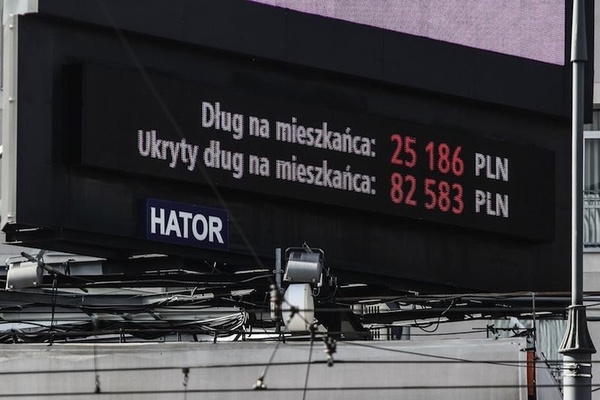 Dług na mieszkańca: 25 186 PLN
Ukryty dług na mieszkańca: 82 583 PLN
HATOR